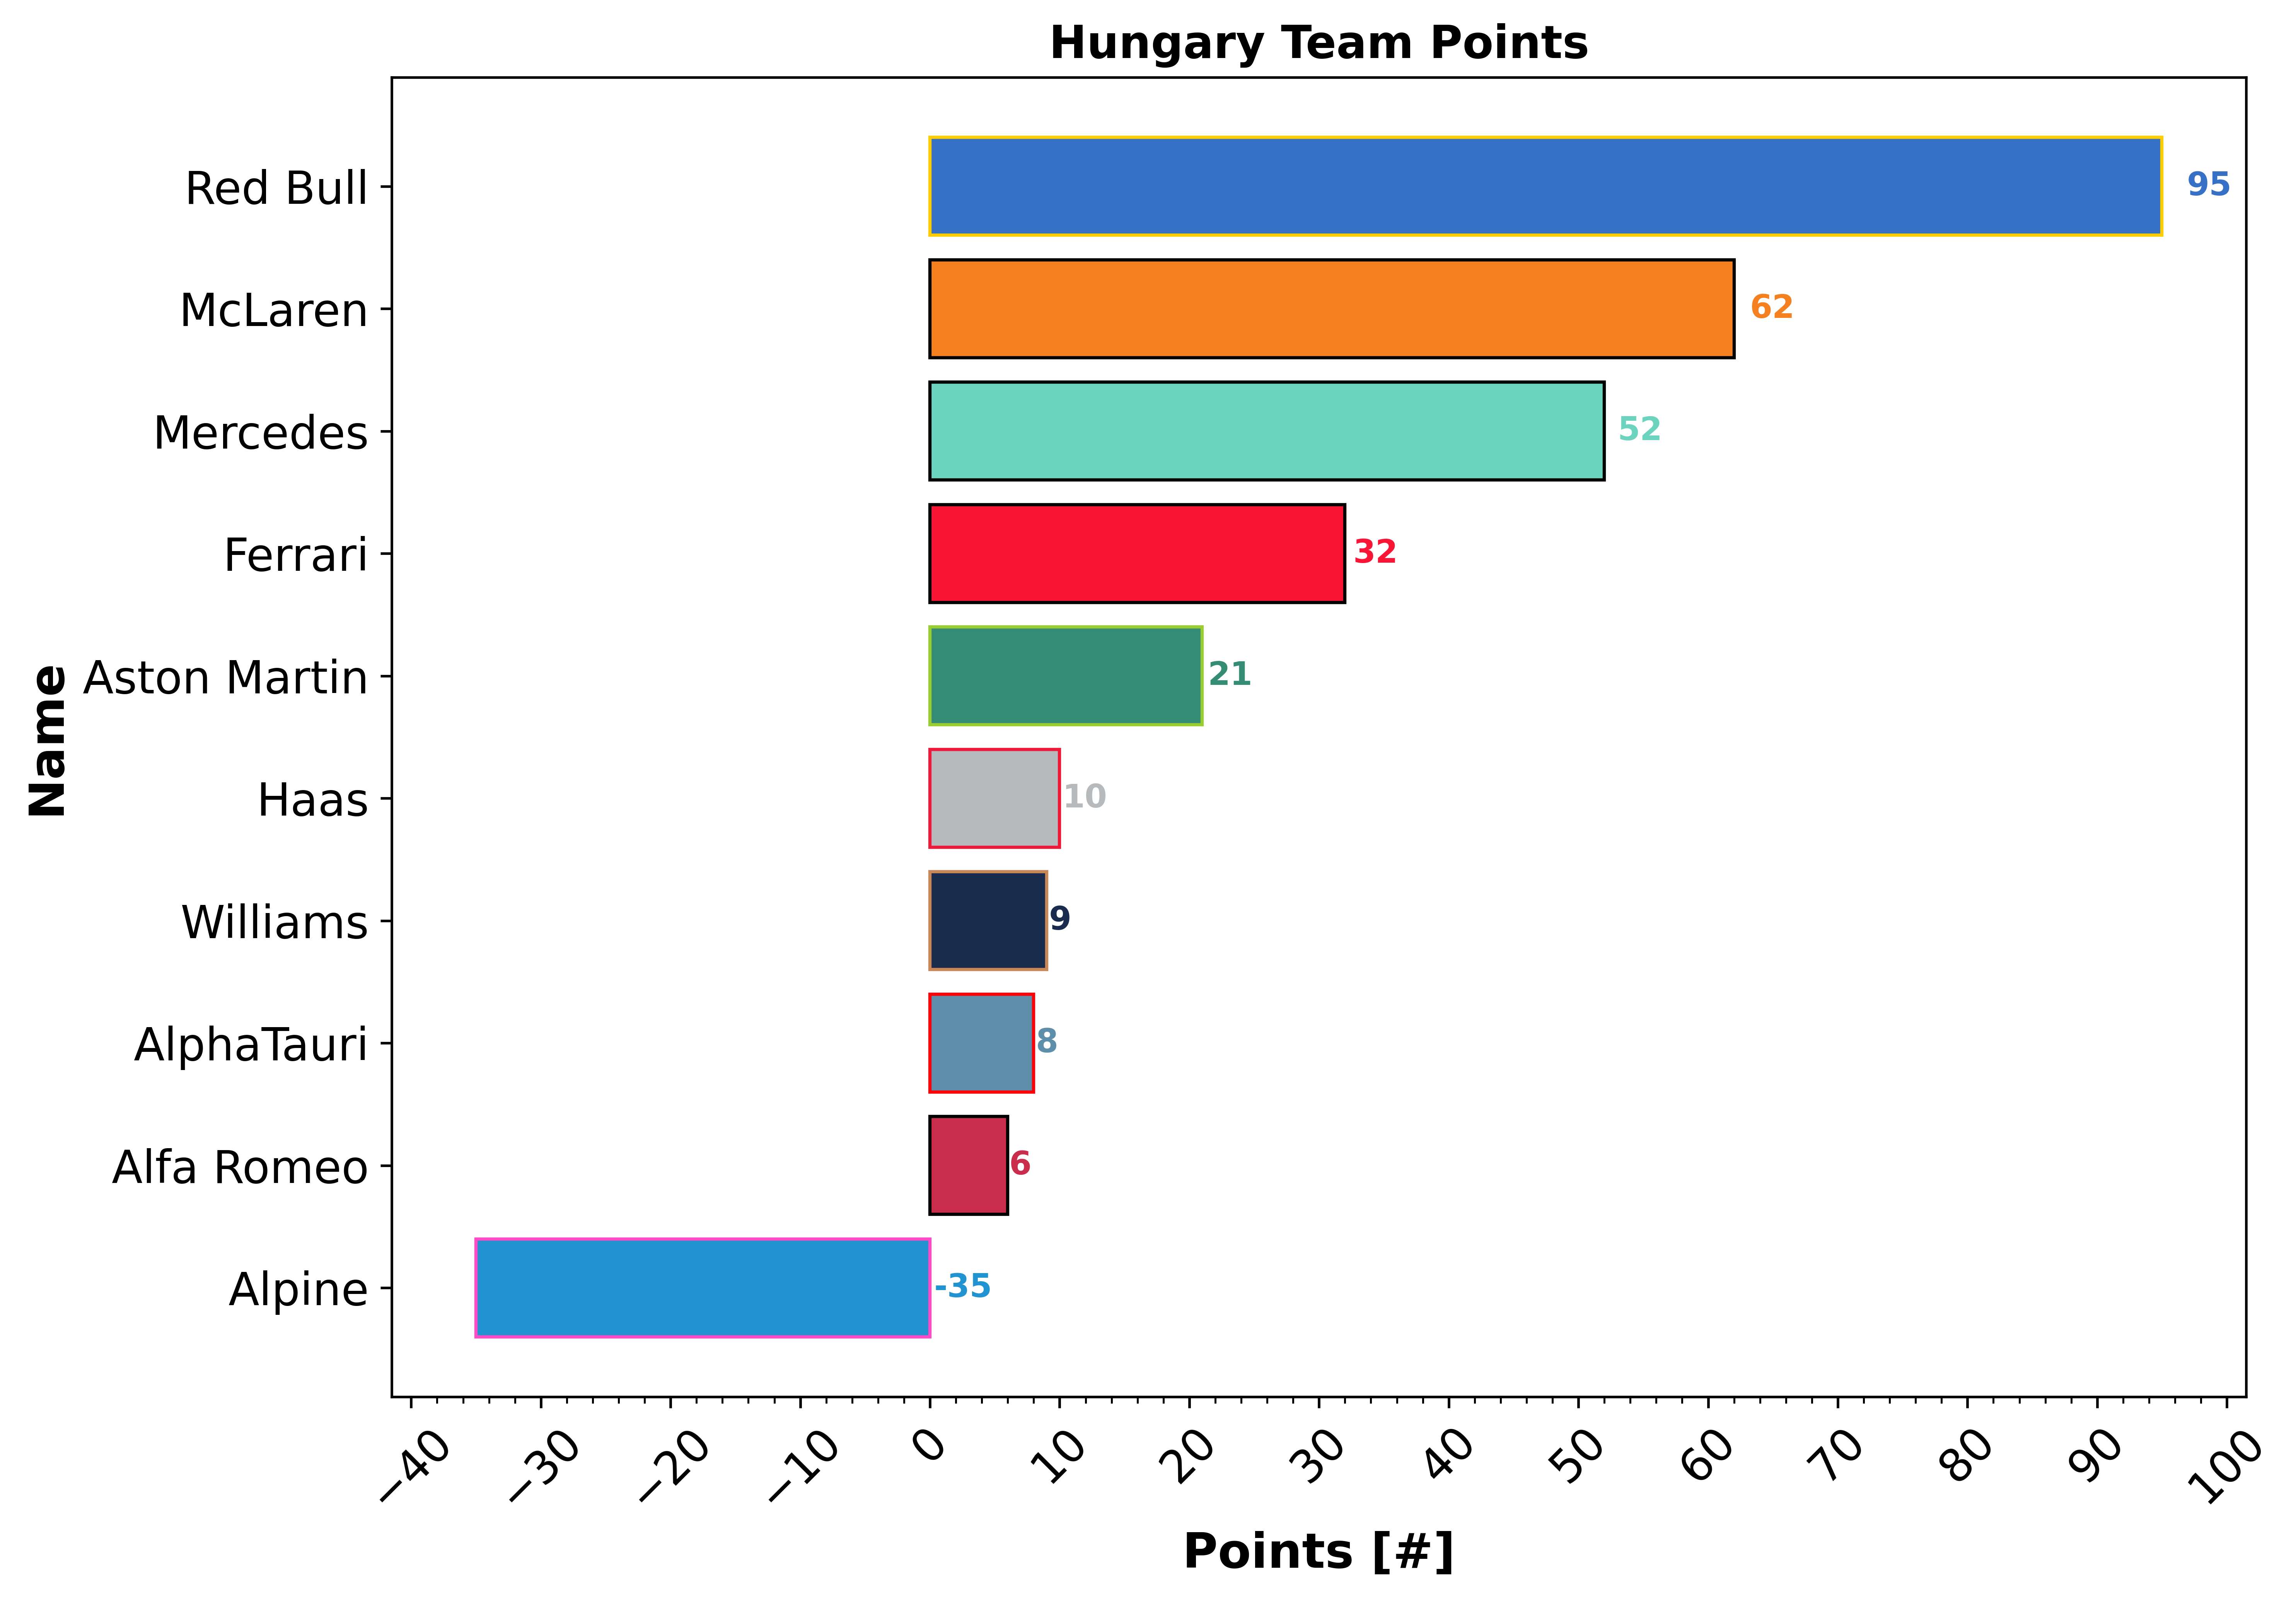 Hungary Team Points
Name
Red Bull 95
McLaren 62
Mercedes 52
Ferrari 32
Aston Martin 21
Haas 10
Williams 9
AlphaTauri 8
Alfa Romeo 6
Alpine -35
−40 −30 −20 −10 0 10 20 30 40 50 60 70 80 90 100
Points [#]